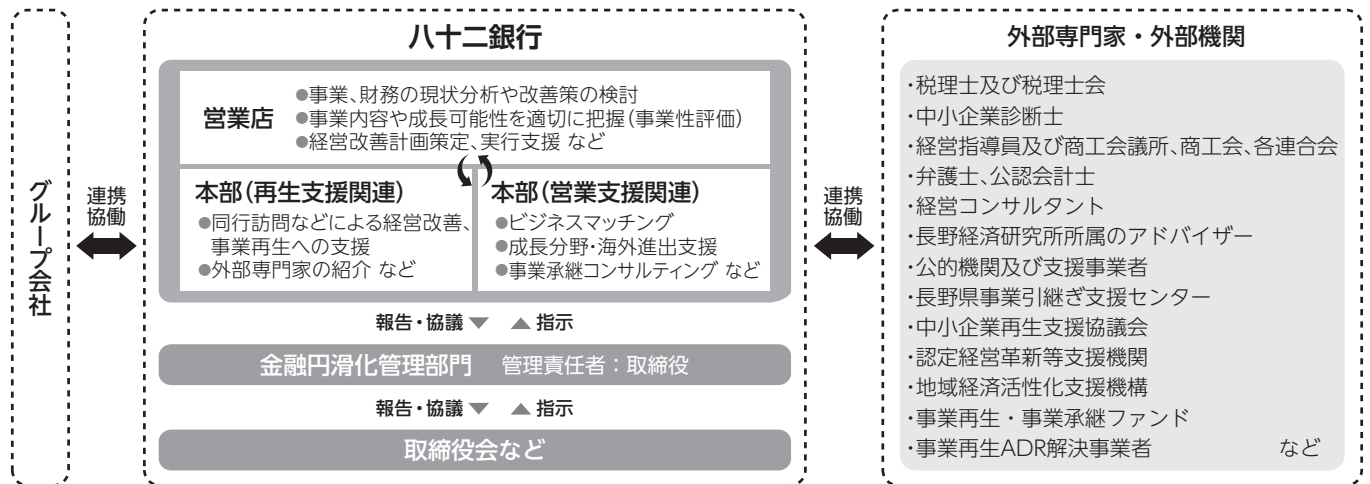 グループ会社
連携
協働
八十二銀行
営業店
●事業、財務の現状分析や改善策の検討
●事業内容や成長可能性を適切に把握(事業性評価)
●経営改善計画策定、実行支援 など
本部(再生支援関連)
●同行訪問などによる経営改善、
事業再生への支援
●外部専門家の紹介 など
本部(営業支援関連)
●ビジネスマッチング
●成長分野・海外進出支援
●事業承継コンサルティング など
報告・協議▼ ▲指示
金融円滑化管理部門 管理責任者:取締役
報告・協議▼ ▲指示
取締役会など
連携
協働
外部専門家・外部機関
・税理士及び税理士会
・中小企業診断士
・経営指導員及び商工会議所、商工会、各連合会
・弁護士、公認会計士
・経営コンサルタント
・長野経済研究所所属のアドバイザー
・公的機関及び支援事業者
・長野県事業引継ぎ支援センター
・中小企業再生支援協議会
・認定経営革新等支援機関
・地域経済活性化支援機構
・事業再生・事業承継ファンド
・事業再生ADR解決事業者 など